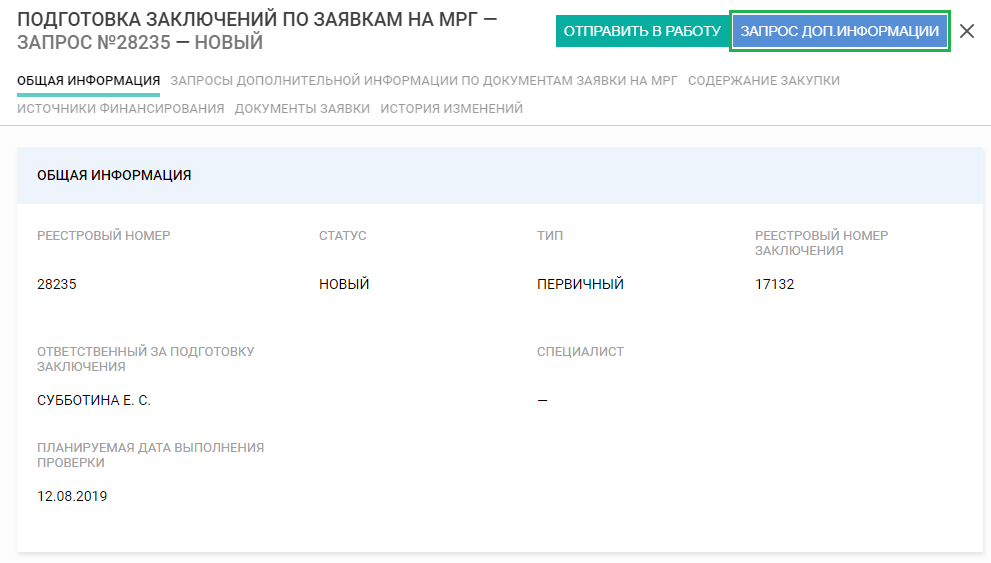 ПОДГОТОВКА ЗАКЛЮЧЕНИЙ ПО ЗАЯВКАМ НА МРГ —
ЗАПРОС №28235 — НОВЫЙ
ОТПРАВИТЬ В РАБОТУ
ЗАПРОС ДОП.ИНФОРМАЦИИ
ОБЩАЯ ИНФОРМАЦИЯ ЗАПРОСЫ ДОПОЛНИТЕЛЬНОЙ ИНФОРМАЦИИ ПО ДОКУМЕНТАМ ЗАЯВКИ НА МРГ СОДЕРЖАНИЕ ЗАКУПКИ
ИСТОЧНИКИ ФИНАНСИРОВАНИЯ ДОКУМЕНТЫ ЗАЯВКИ ИСТОРИЯ ИЗМЕНЕНИЙ
ОБЩАЯ ИНФОРМАЦИЯ
РЕЕСТРОВЫЙ НОМЕР
28235
СТАТУС
НОВЫЙ
ТИП
ПЕРВИЧНЫЙ
РЕЕСТРОВЫЙ НОМЕР
ЗАКЛЮЧЕНИЯ
17132
ОТВЕТСТВЕННЫЙ ЗА ПОДГОТОВКУ
ЗАКЛЮЧЕНИЯ
СУББОТИНА Е. С.
СПЕЦИАЛИСТ
—
ПЛАНИРУЕМАЯ ДАТА ВЫПОЛНЕНИЯ
ПРОВЕРКИ
12.08.2019